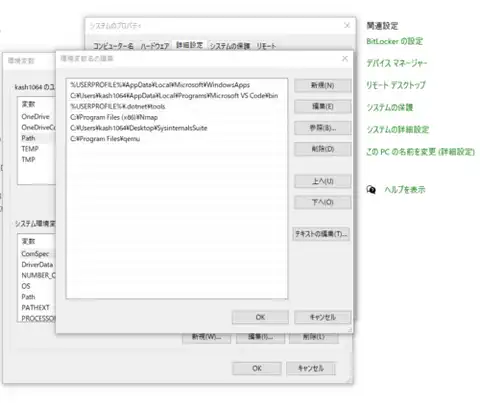 システムのプロパティ
コンピューター名 ハードウェア 詳細設定 システムの保護 リモート
環境変数
環境変数名の編集
kash1064 のユ
変数
OneDrive
OneDriveCo
Path
TEMP
TMP
%USERPROFILE%¥AppData¥Local¥Microsoft¥WindowsApps
C:¥Users¥kash1064¥AppData¥Local¥Programs¥Microsoft VS Code¥bin
%USERPROFILE%¥.dotnet¥tools
C:¥Program Files (x86)¥Nmap
C:¥Users¥kash1064¥Desktop¥SysinternalsSuite
C:¥Program Files¥qemu
新規(N)
編集(E)
参照(B)...
削除(D)
上へ(U)
下へ(O)
テキストの編集(T)...
OK キャンセル
システム環境変
変数
ComSpec
DriverData
NUMBER_O
OS
Path
PATHEXT
PROCESSOR
新規(W)... 編集(I)... 削除(L)
OK キャンセル
関連設定
BitLocker の設定
デバイス マネージャー
リモート デスクトップ
システムの保護
システムの詳細設定
この PC の名前を変更 (詳細設定)
ヘルプを表示